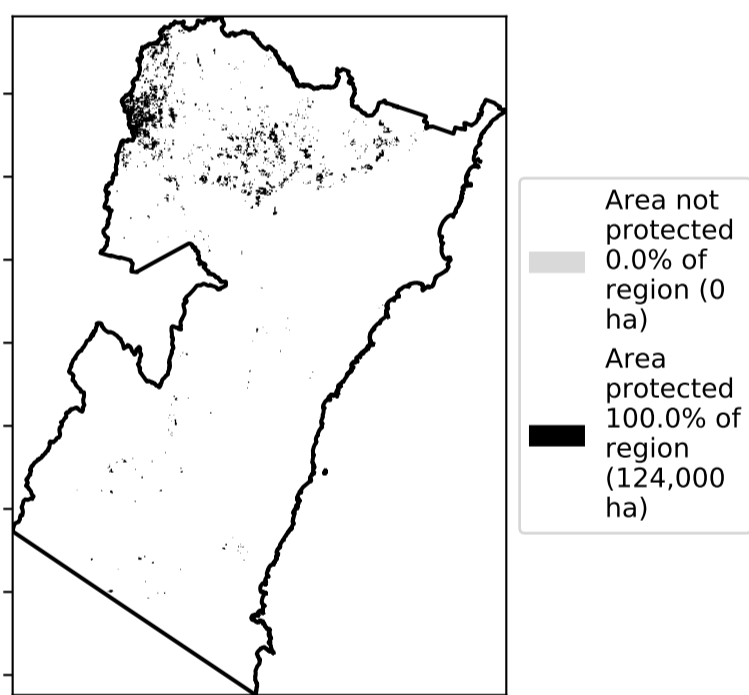 Area not
protected
0.0% of
region (0
ha)
Area
protected
100.0% of
region
(124,000
ha)